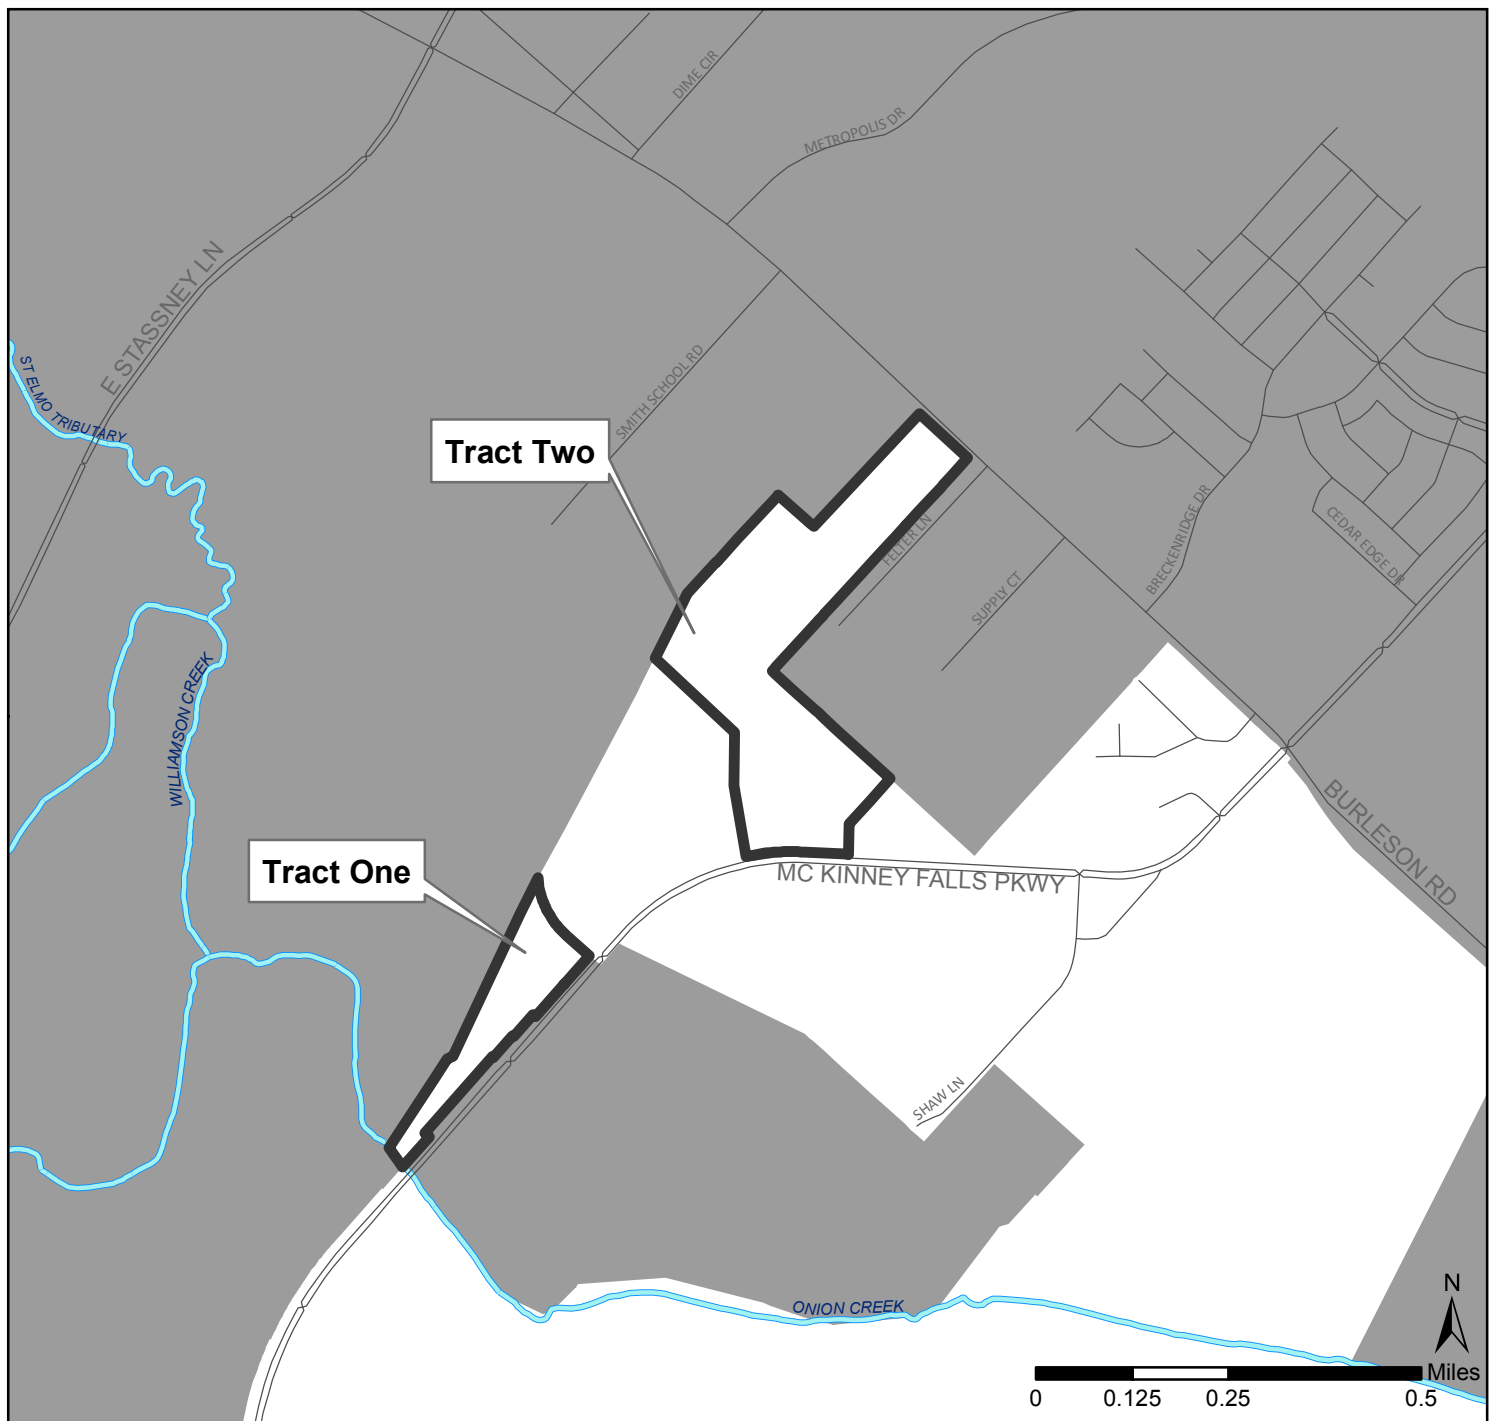 DIME CIR
METROPOLIS DR
E STASSNEY LN
ST ELMO TRIBUTARY
SMITH SCHOOL RD
Tract Two
FELTER LN
BRECKENRIDGE DR
CEDAR EDGE DR
SUPPLY CT
WILLIAMSON CREEK
BURLESON RD
Tract One
MC KINNEY FALLS PKWY
SHAW LN
ONION CREEK
N
Miles
0 0.125 0.25 0.5